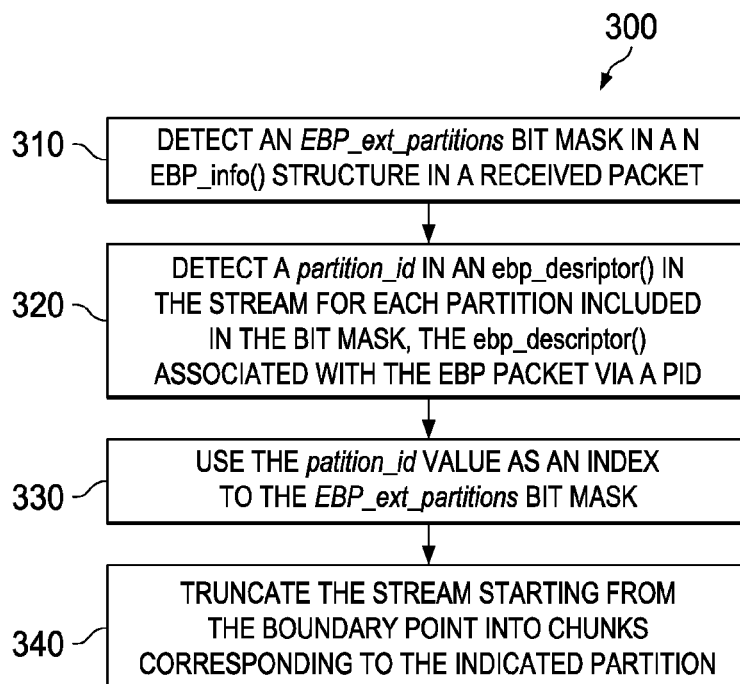 300
310
DETECT AN EBP_ext_partitions BIT MASK IN A N
EBP_info() STRUCTURE IN A RECEIVED PACKET
320
DETECT A partition_id IN AN ebp_desriptor() IN
THE STREAM FOR EACH PARTITION INCLUDED
IN THE BIT MASK, THE ebp_descriptor()
ASSOCIATED WITH THE EBP PACKET VIA A PID
330
USE THE patition_id VALUE AS AN INDEX
TO THE EBP_ext_partitions BIT MASK
340
TRUNCATE THE STREAM STARTING FROM
THE BOUNDARY POINT INTO CHUNKS
CORRESPONDING TO THE INDICATED PARTITION